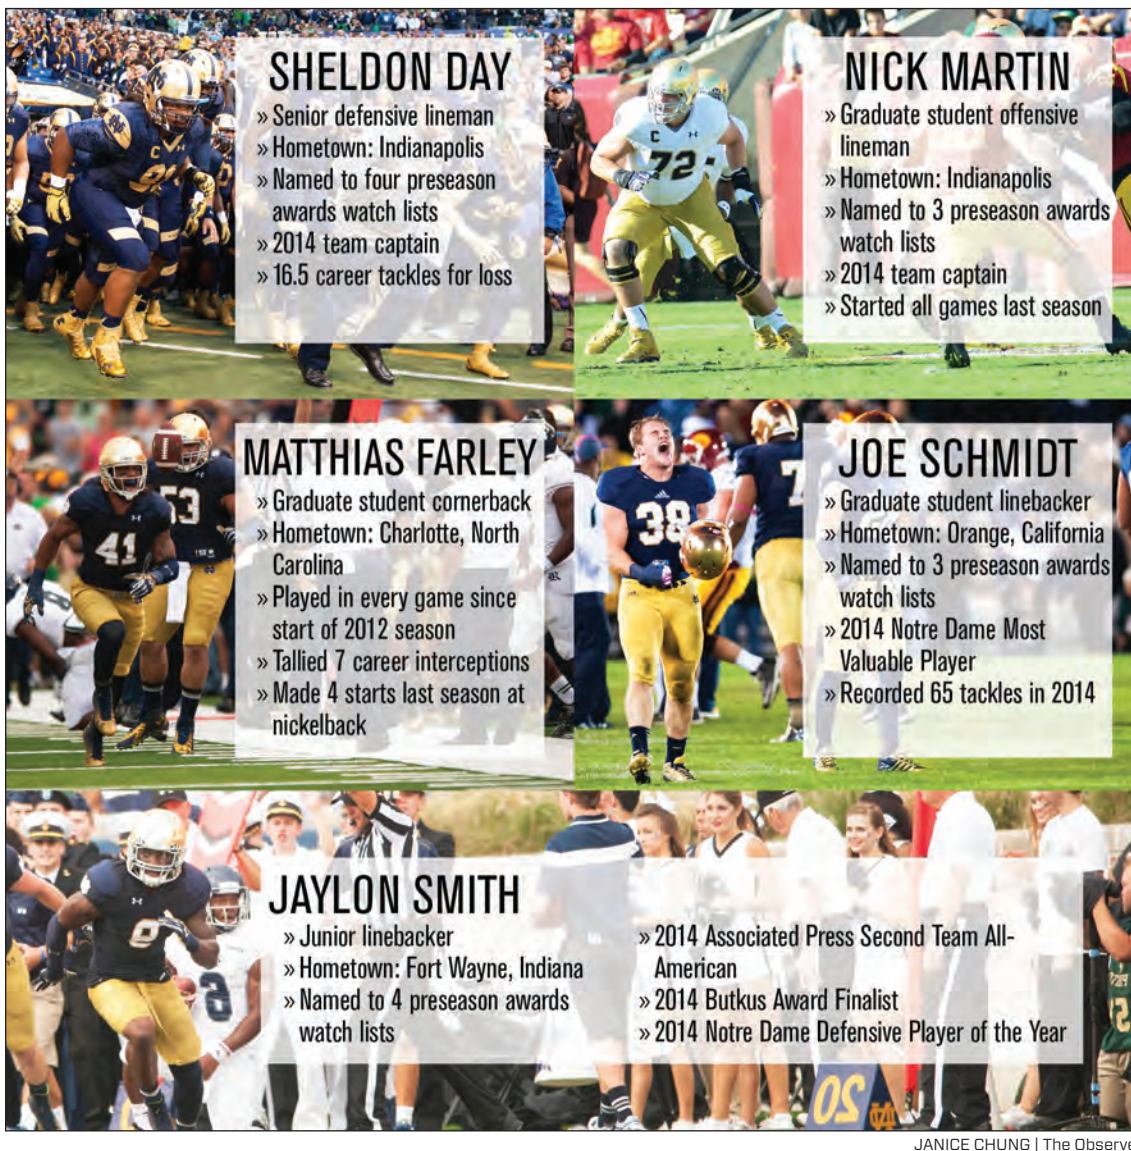 SHELDON DAY
» Senior defensive lineman
» Hometown: Indianapolis
» Named to four preseason
awards watch lists
» 2014 team captain
» 16.5 career tackles for loss
NICK MARTIN
» Graduate student offensive
lineman
» Hometown: Indianapolis
» Named to 3 preseason awards
watch lists
» 2014 team captain
» Started all games last season
C
C
72
MATTHIAS FARLEY
» Graduate student cornerback
» Hometown: Charlotte, North
Carolina
» Played in every game since
start of 2012 season
» Tallied 7 career interceptions
» Made 4 starts last season at
nickelback
41
53
JOE SCHMIDT
» Graduate student linebacker
» Hometown: Orange, California
» Named to 3 preseason awards
watch lists
» 2014 Notre Dame Most
Valuable Player
» Recorded 65 tackles in 2014
38
7
JAYLON SMITH
» Junior linebacker
» Hometown: Fort Wayne, Indiana
» Named to 4 preseason awards
watch lists
» 2014 Associated Press Second Team All-
American
» 2014 Butkus Award Finalist
» 2014 Notre Dame Defensive Player of the Year
20
JANICE CHUNG | The Observe